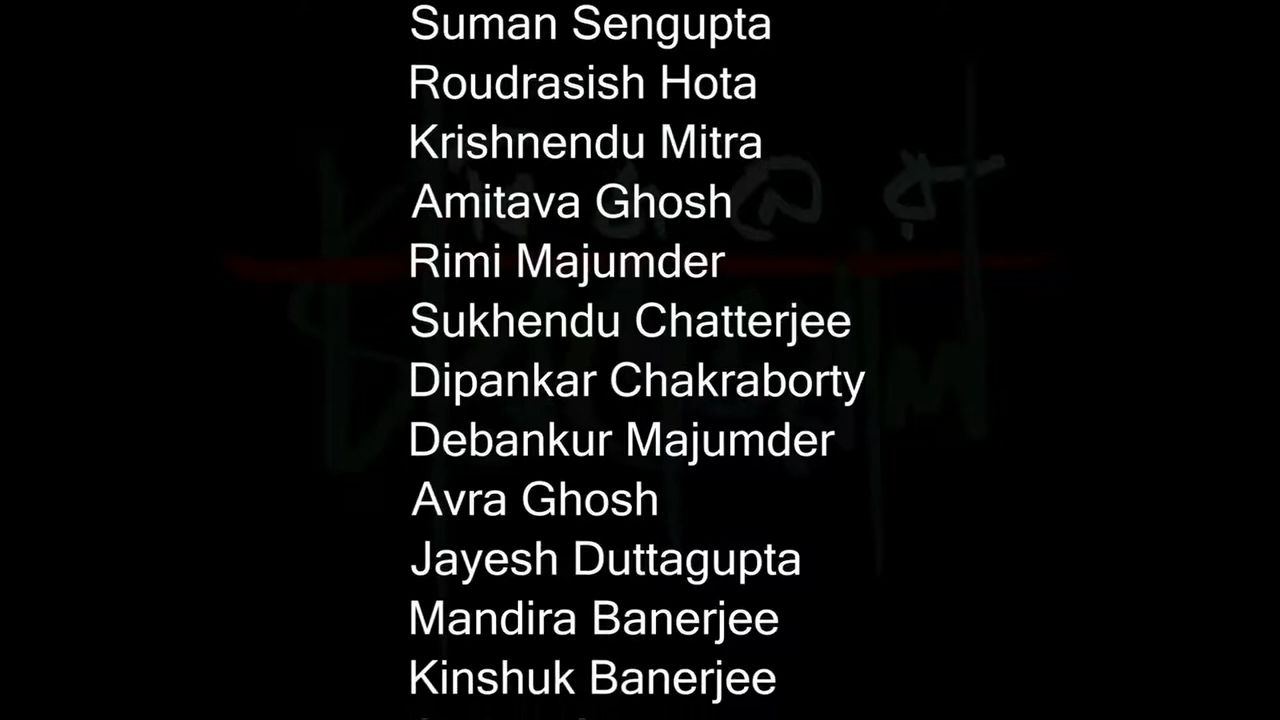 Suman Sengupta
Roudrasish Hota
Krishnendu Mitra
Amitava Ghosh
Rimi Majumder
Sukhendu Chatterjee
Dipankar Chakraborty
Debankur Majumder
Avra Ghosh
Jayesh Duttagupta
Mandira Banerjee
Kinshuk Banerjee